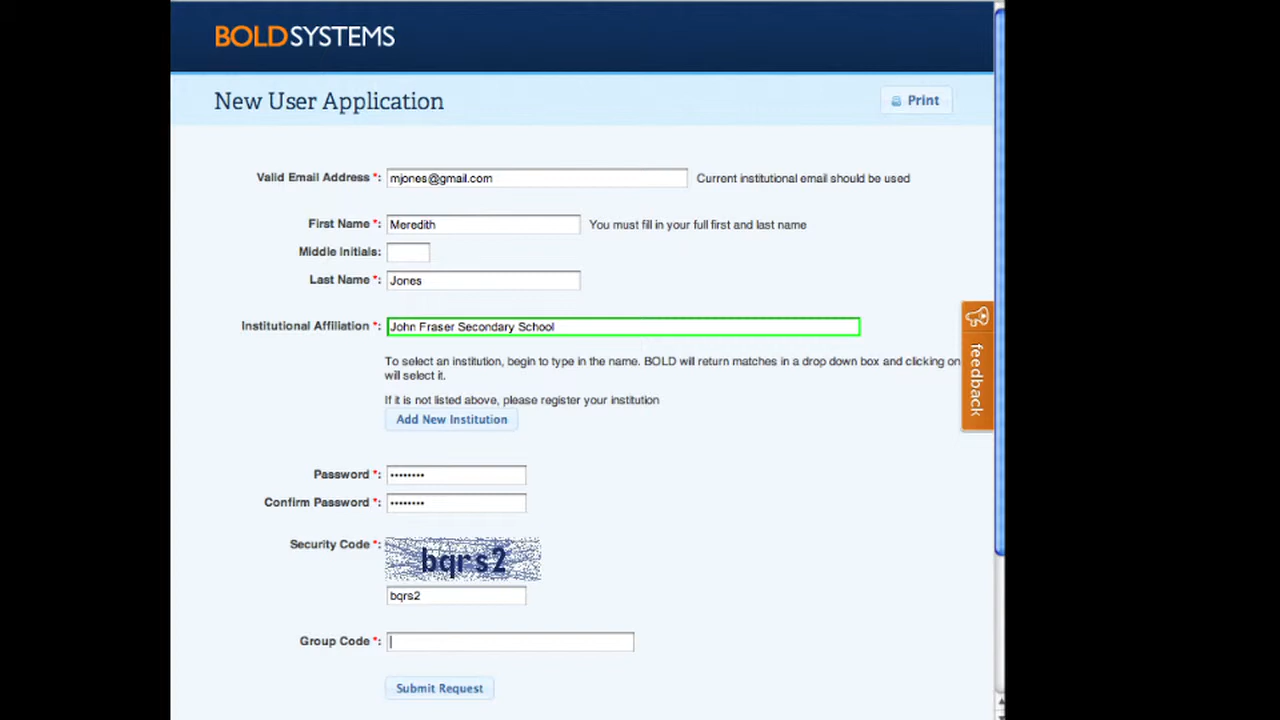 BOLDSYSTEMS
New User Application
Print
Valid Email Address *: mjones@gmail.com Current institutional email should be used
First Name *: Meredith You must fill in your full first and last name
Middle Initials:
Last Name *: Jones
Institutional Affiliation *: John Fraser Secondary School
To select an institution, begin to type in the name. BOLD will return matches in a drop down box and clicking on
will select it.
If it is not listed above, please register your institution
Add New Institution
feedback
Password *: ••••••••
Confirm Password *: ••••••••
Security Code *: bqrs2
bqrs2
Group Code *:
Submit Request